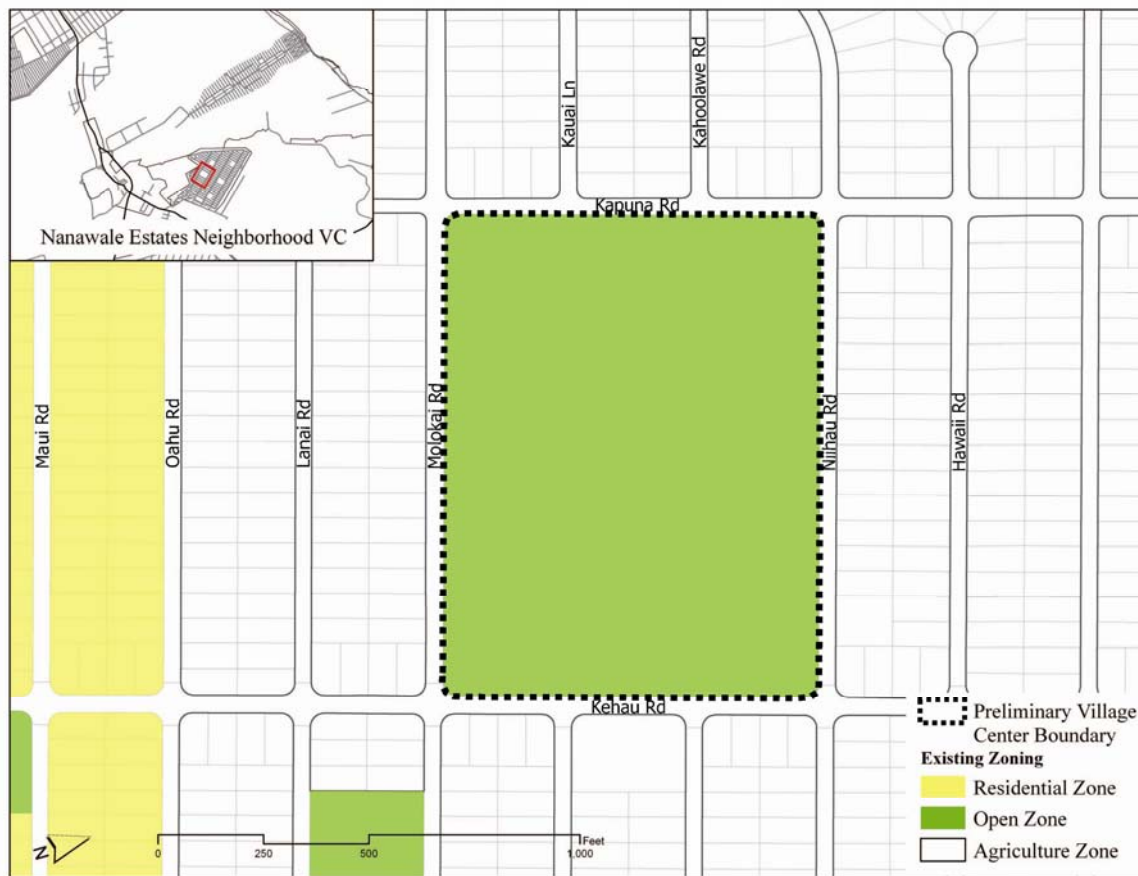 Nanawale Estates Neighborhood VC
Kauai Ln
Kahoolawe Rd
Kapuna Rd
Maui Rd
Oahu Rd
Lanai Rd
Molokai Rd
Niihau Rd
Hawaii Rd
Kehau Rd
Preliminary Village
Center Boundary
Existing Zoning
Residential Zone
Open Zone
Agriculture Zone
N
Feet
0 250 500 1,000